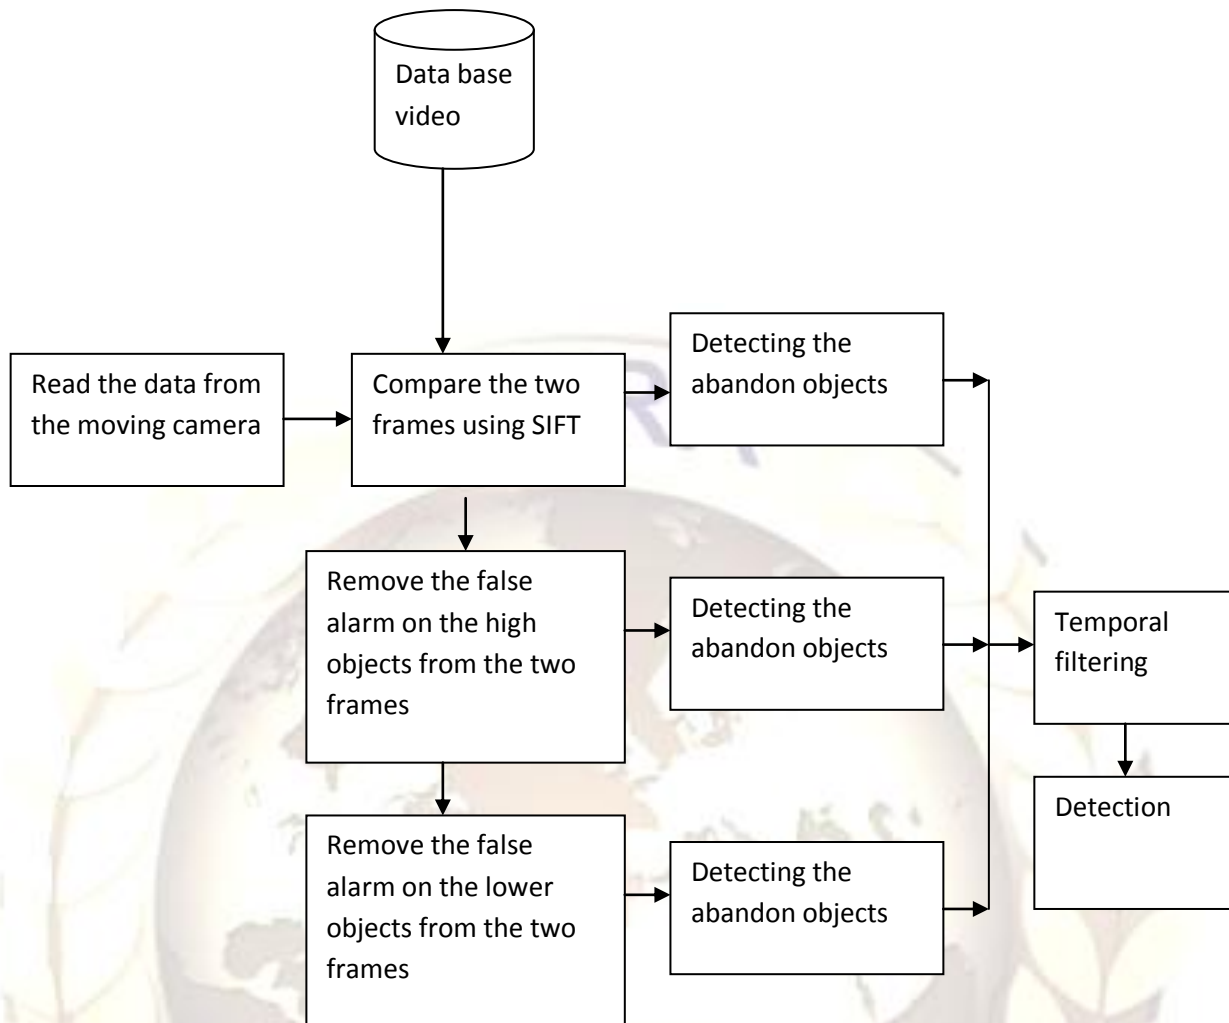 Data base
video
Read the data from
the moving camera
Compare the two
frames using SIFT
Detecting the
abandon objects
Remove the false
alarm on the high
objects from the two
frames
Detecting the
abandon objects
Temporal
filtering
Detection
Remove the false
alarm on the lower
objects from the two
frames
Detecting the
abandon objects